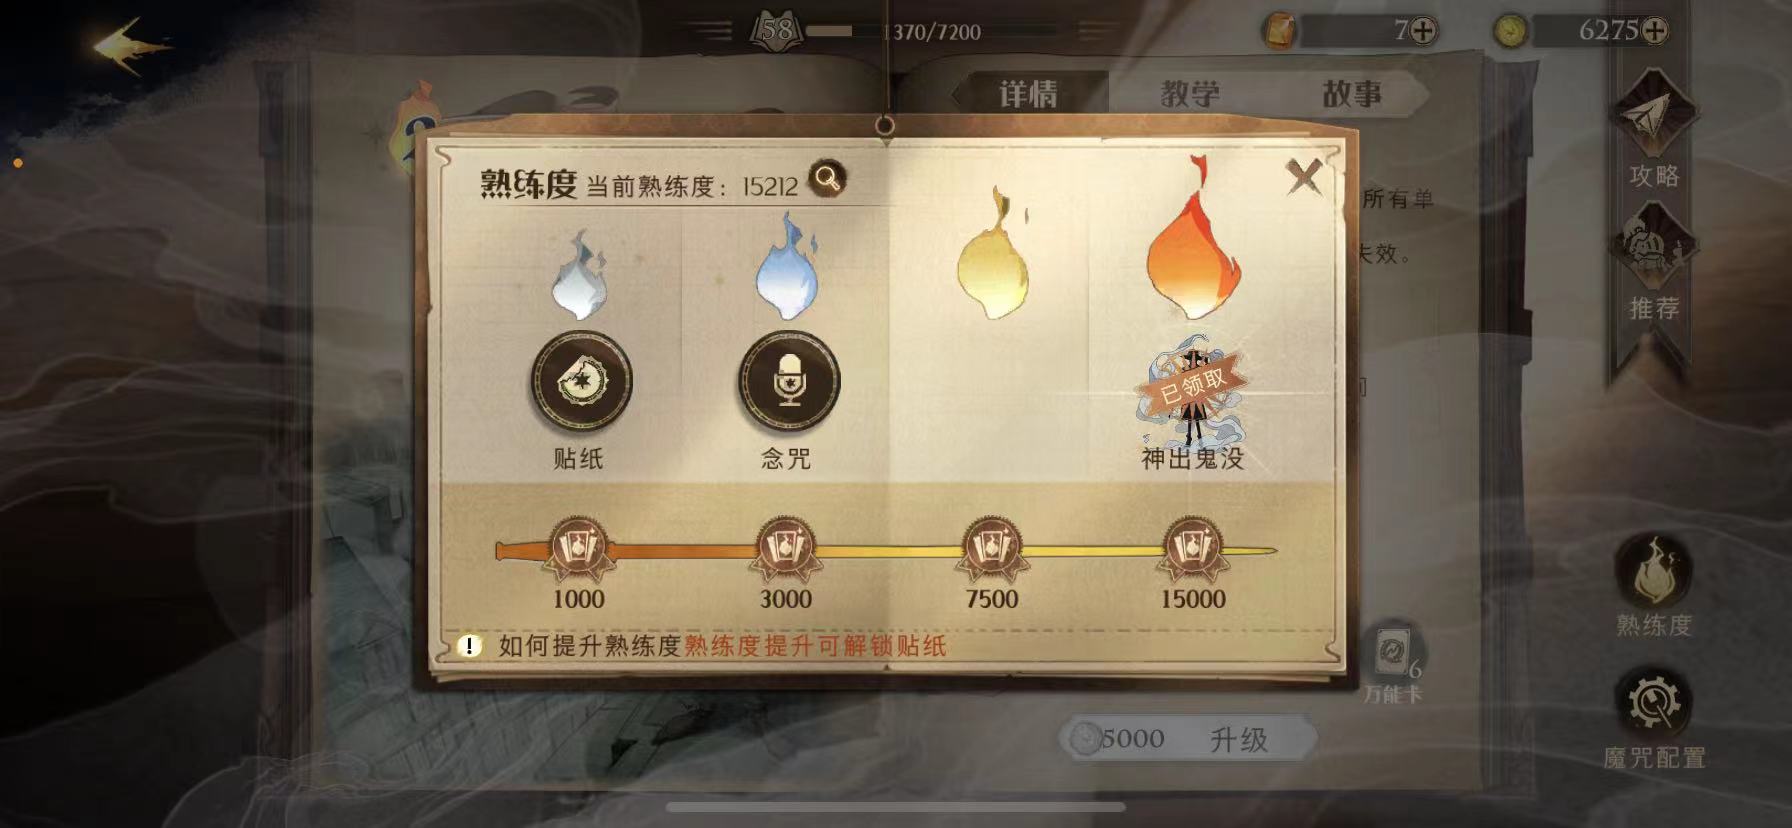 58
1370/7200
7
6275
详情
教学
故事
2
熟练度
当前熟练度：15212
所有单
失效。
攻略
推荐
已领取
贴纸
念咒
神出鬼没
1000
3000
7500
15000
! 如何提升熟练度熟练度提升可解锁贴纸
6
万能卡
5000
升级
熟练度
魔咒配置